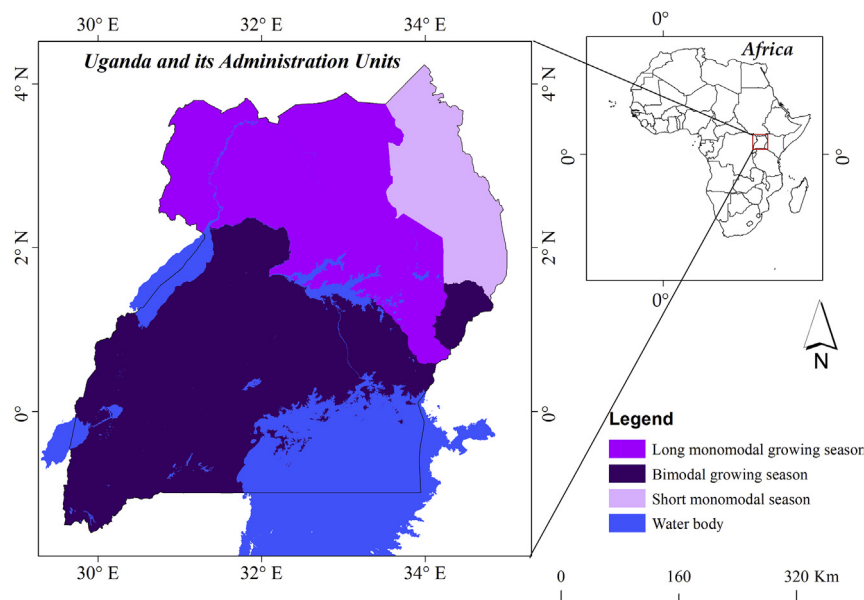 30° E 32° E 34° E
Uganda and its Administration Units
4° N
2° N
0°
4° N
2° N
0°
30° E 32° E 34° E
0°
Africa
0°
0°
0°
N
Legend
Long monomodal growing season
Bimodal growing season
Short monomodal season
Water body
0 160 320 Km